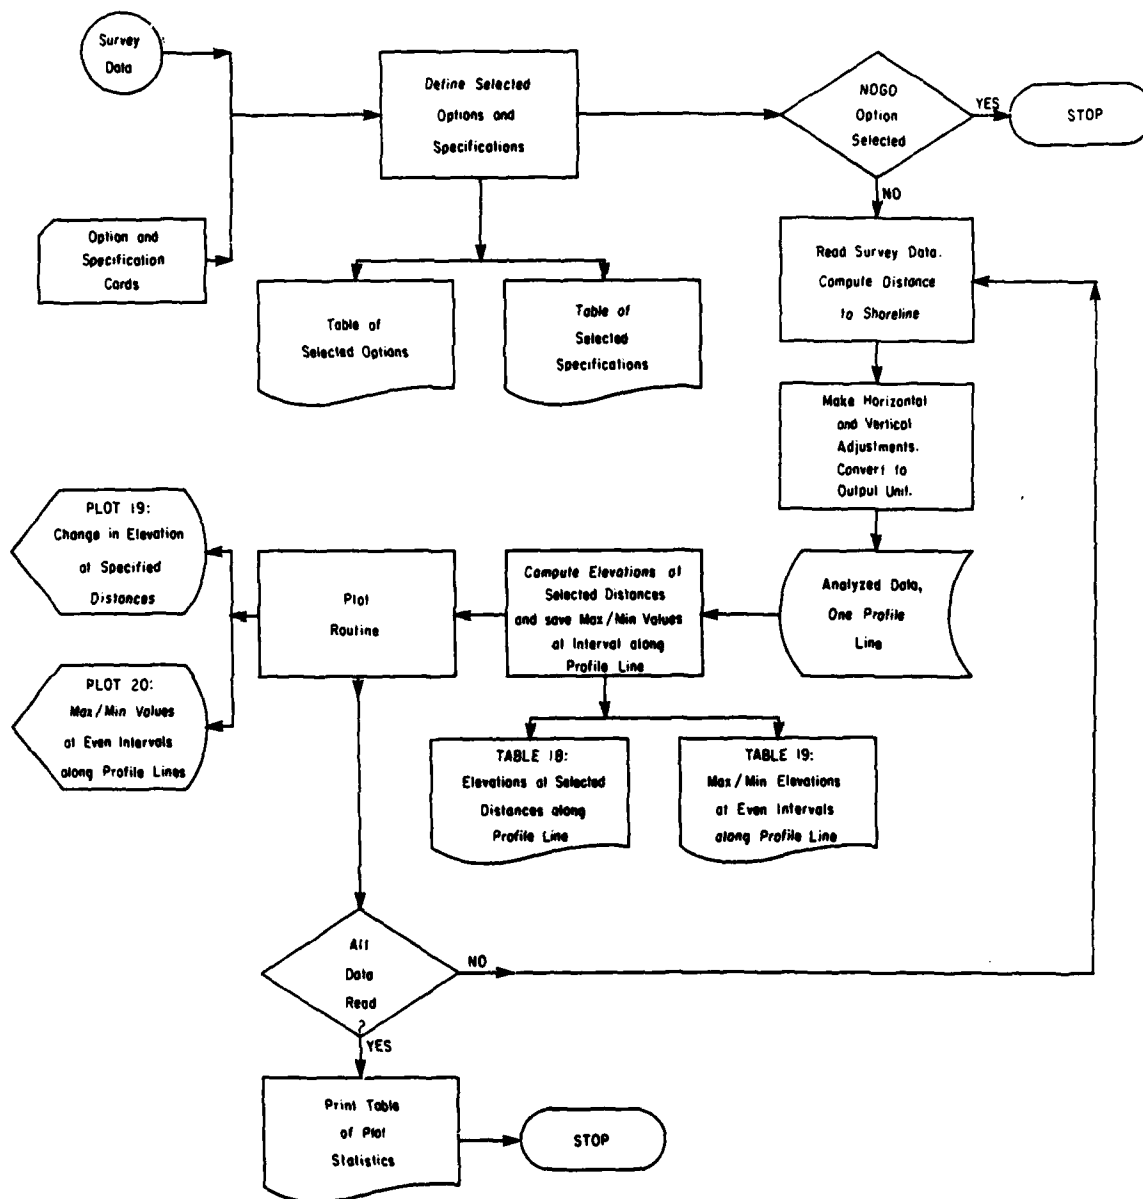 Survey
Data
Define Selected
Options and
Specifications
NOGO
Option
Selected
YES
STOP
NO
Option and
Specification
Cards
Table of
Selected Options
Table of
Selected
Specifications
Read Survey Data.
Compute Distance
to Shoreline
Make Horizontal
and Vertical
Adjustments.
Convert to
Output Unit.
PLOT 19:
Change in Elevation
at Specified
Distances
Plot
Routine
Compute Elevations at
Selected Distances
and save Max/Min Values
at Interval along
Profile Line
Analyzed Data,
One Profile
Line
PLOT 20:
Max/Min Values
at Even Intervals
along Profile Lines
TABLE 18:
Elevations at Selected
Distances along
Profile Line
TABLE 19:
Max/Min Elevations
at Even Intervals
along Profile Line
All
Data
Read
?
NO
YES
Print Table
of Plot
Statistics
STOP